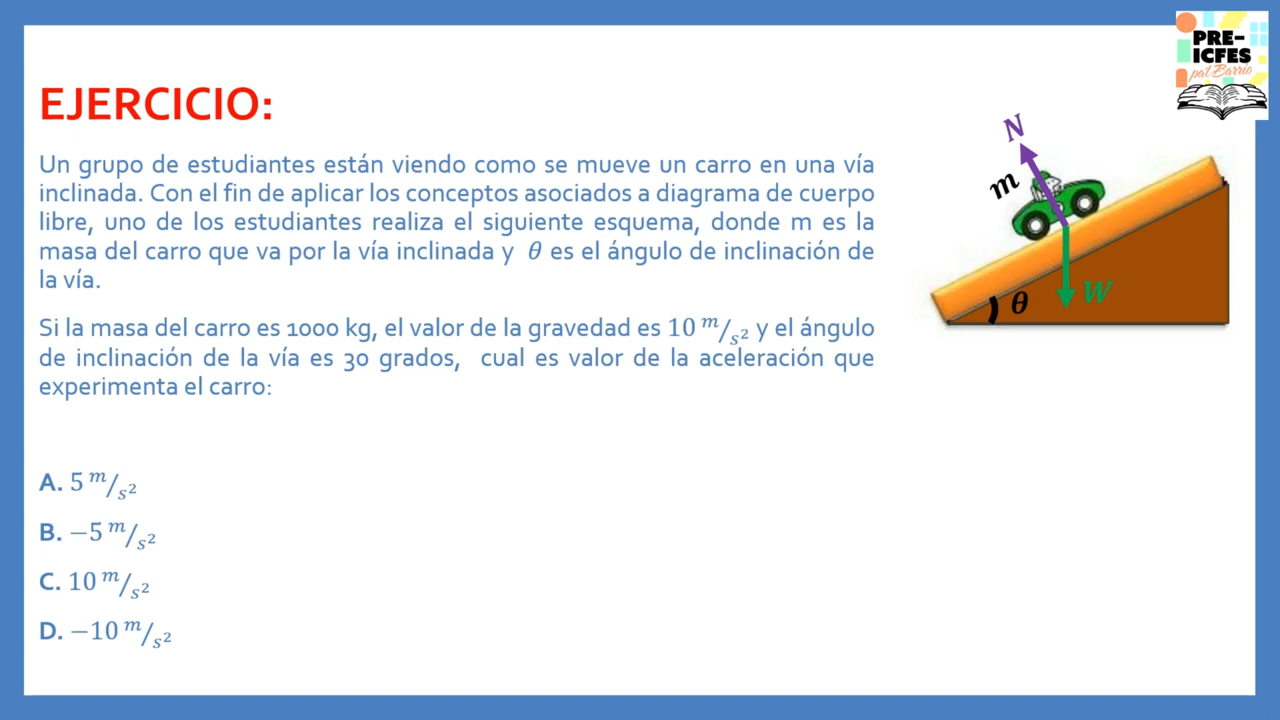 PRE-
ICFES
pa'l Barrio
EJERCICIO:
Un grupo de estudiantes están viendo como se mueve un carro en una vía
inclinada. Con el fin de aplicar los conceptos asociados a diagrama de cuerpo
libre, uno de los estudiantes realiza el siguiente esquema, donde m es la
masa del carro que va por la vía inclinada y θ es el ángulo de inclinación de
la vía.
N
m
W
θ
Si la masa del carro es 1000 kg, el valor de la gravedad es 10 m/s² y el ángulo
de inclinación de la vía es 30 grados, cual es valor de la aceleración que
experimenta el carro:
A. 5 m/s²
B. −5 m/s²
C. 10 m/s²
D. −10 m/s²